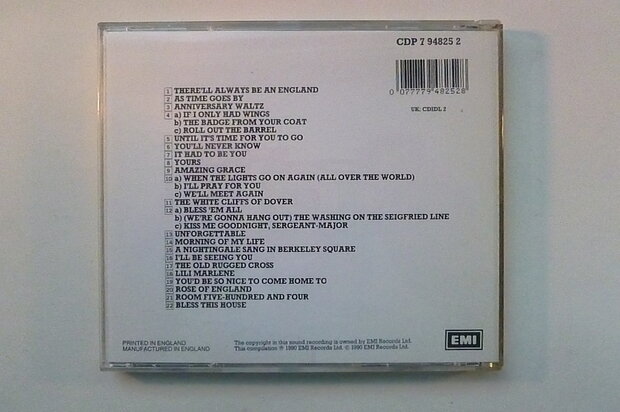 CDP 7 94825 2
0 077779 482528
UK: CDIDL 2
1 THERE'LL ALWAYS BE AN ENGLAND
2 AS TIME GOES BY
3 ANNIVERSARY WALTZ
4 a) IF I ONLY HAD WINGS
b) THE BADGE FROM YOUR COAT
c) ROLL OUT THE BARREL
5 UNTIL IT'S TIME FOR YOU TO GO
6 YOU'LL NEVER KNOW
7 IT HAD TO BE YOU
8 YOURS
9 AMAZING GRACE
10 a) WHEN THE LIGHTS GO ON AGAIN (ALL OVER THE WORLD)
b) I'LL PRAY FOR YOU
c) WE'LL MEET AGAIN
11 THE WHITE CLIFFS OF DOVER
12 a) BLESS 'EM ALL
b) (WE'RE GONNA HANG OUT) THE WASHING ON THE SEIGFRIED LINE
c) KISS ME GOODNIGHT, SERGEANT-MAJOR
13 UNFORGETTABLE
14 MORNING OF MY LIFE
15 A NIGHTINGALE SANG IN BERKELEY SQUARE
16 I'LL BE SEEING YOU
17 THE OLD RUGGED CROSS
18 LILI MARLENE
19 YOU'D BE SO NICE TO COME HOME TO
20 ROSE OF ENGLAND
21 ROOM FIVE-HUNDRED AND FOUR
22 BLESS THIS HOUSE
PRINTED IN ENGLAND
MANUFACTURED IN ENGLAND
The copyright in this sound recording is owned by EMI Records Ltd.
This compilation ℗ 1990 EMI Records Ltd. © 1990 EMI Records Ltd.
EMI